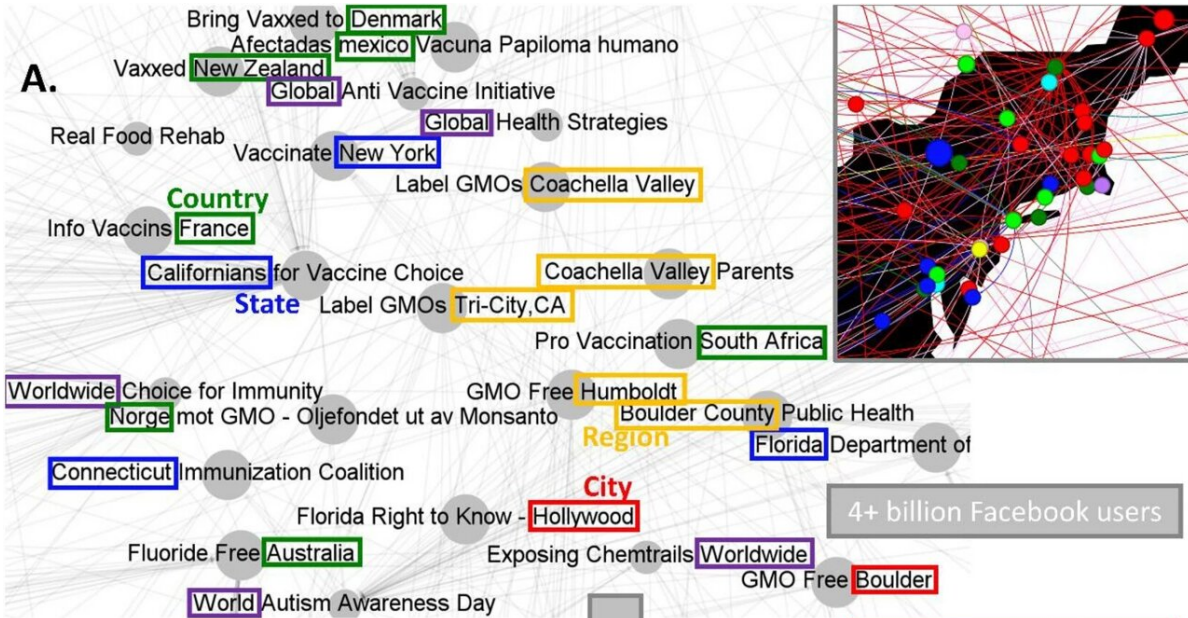 Bring Vaxxed to Denmark
Afectadas mexico Vacuna Papiloma humano
A.
Vaxxed New Zealand
Global Anti Vaccine Initiative
Global Health Strategies
Real Food Rehab
Vaccinate New York
Label GMOs Coachella Valley
Country
Info Vaccins France
Californians for Vaccine Choice
Coachella Valley Parents
State
Label GMOs Tri-City,CA
Pro Vaccination South Africa
Worldwide Choice for Immunity
GMO Free Humboldt
Norge mot GMO - Oljefondet ut av Monsanto
Boulder County Public Health
Region
Florida Department of
Connecticut Immunization Coalition
City
Florida Right to Know - Hollywood
4+ billion Facebook users
Fluoride Free Australia
Exposing Chemtrails Worldwide
GMO Free Boulder
World Autism Awareness Day